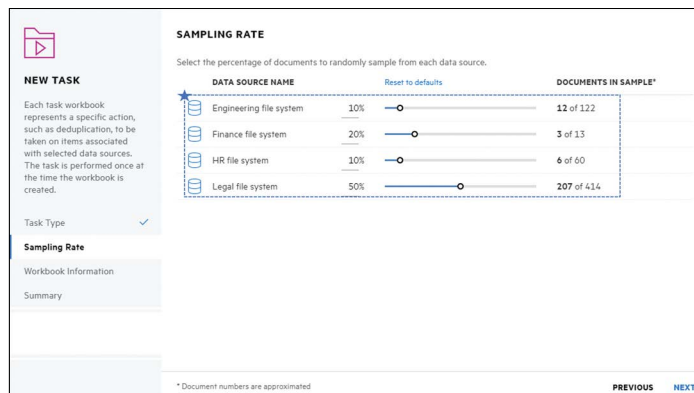 NEW TASK
Each task workbook
represents a specific action,
such as deduplication, to be
taken on items associated
with selected data sources.
The task is performed once at
the time the workbook is
created.
Task Type
Sampling Rate
Workbook Information
Summary
SAMPLING RATE
Select the percentage of documents to randomly sample from each data source.
DATA SOURCE NAME Reset to defaults DOCUMENTS IN SAMPLE*
Engineering file system 10% 12 of 122
Finance file system 20% 3 of 13
HR file system 10% 6 of 60
Legal file system 50% 207 of 414
* Document numbers are approximated
PREVIOUS NEXT